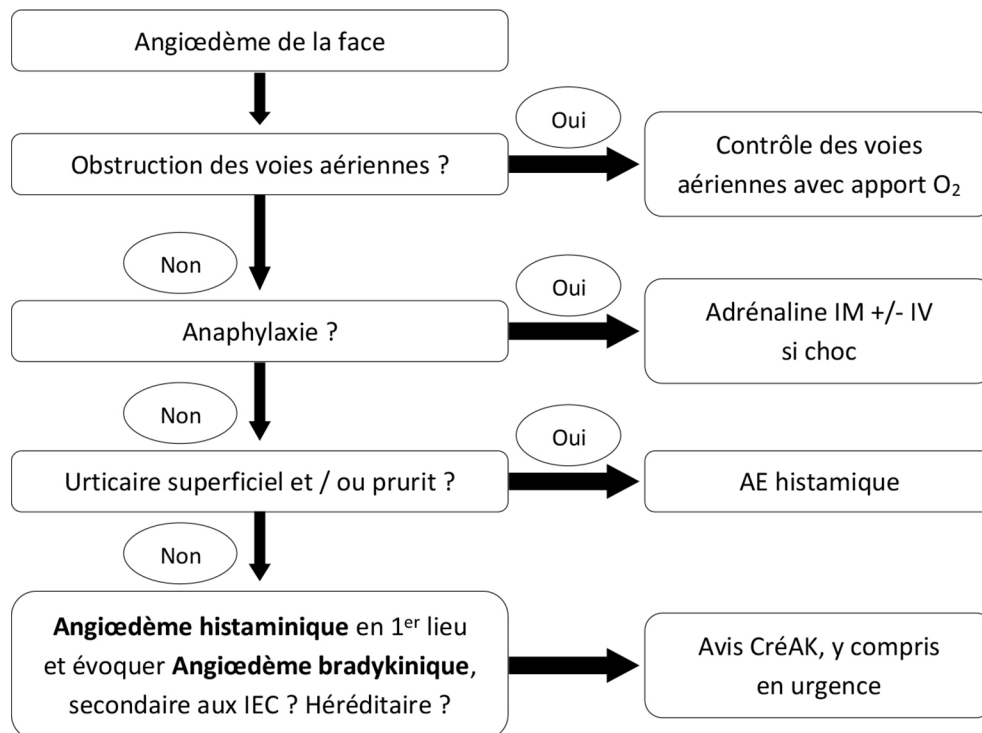 Angiœdème de la face
Oui
Obstruction des voies aériennes ?
Contrôle des voies
aériennes avec apport O₂
Non
Oui
Anaphylaxie ?
Adrénaline IM +/- IV
si choc
Non
Oui
Urticaire superficiel et / ou prurit ?
AE histamique
Non
Angiœdème histaminique en 1er lieu
et évoquer Angiœdème bradykinique,
secondaire aux IEC ? Héréditaire ?
Avis CréAK, y compris
en urgence